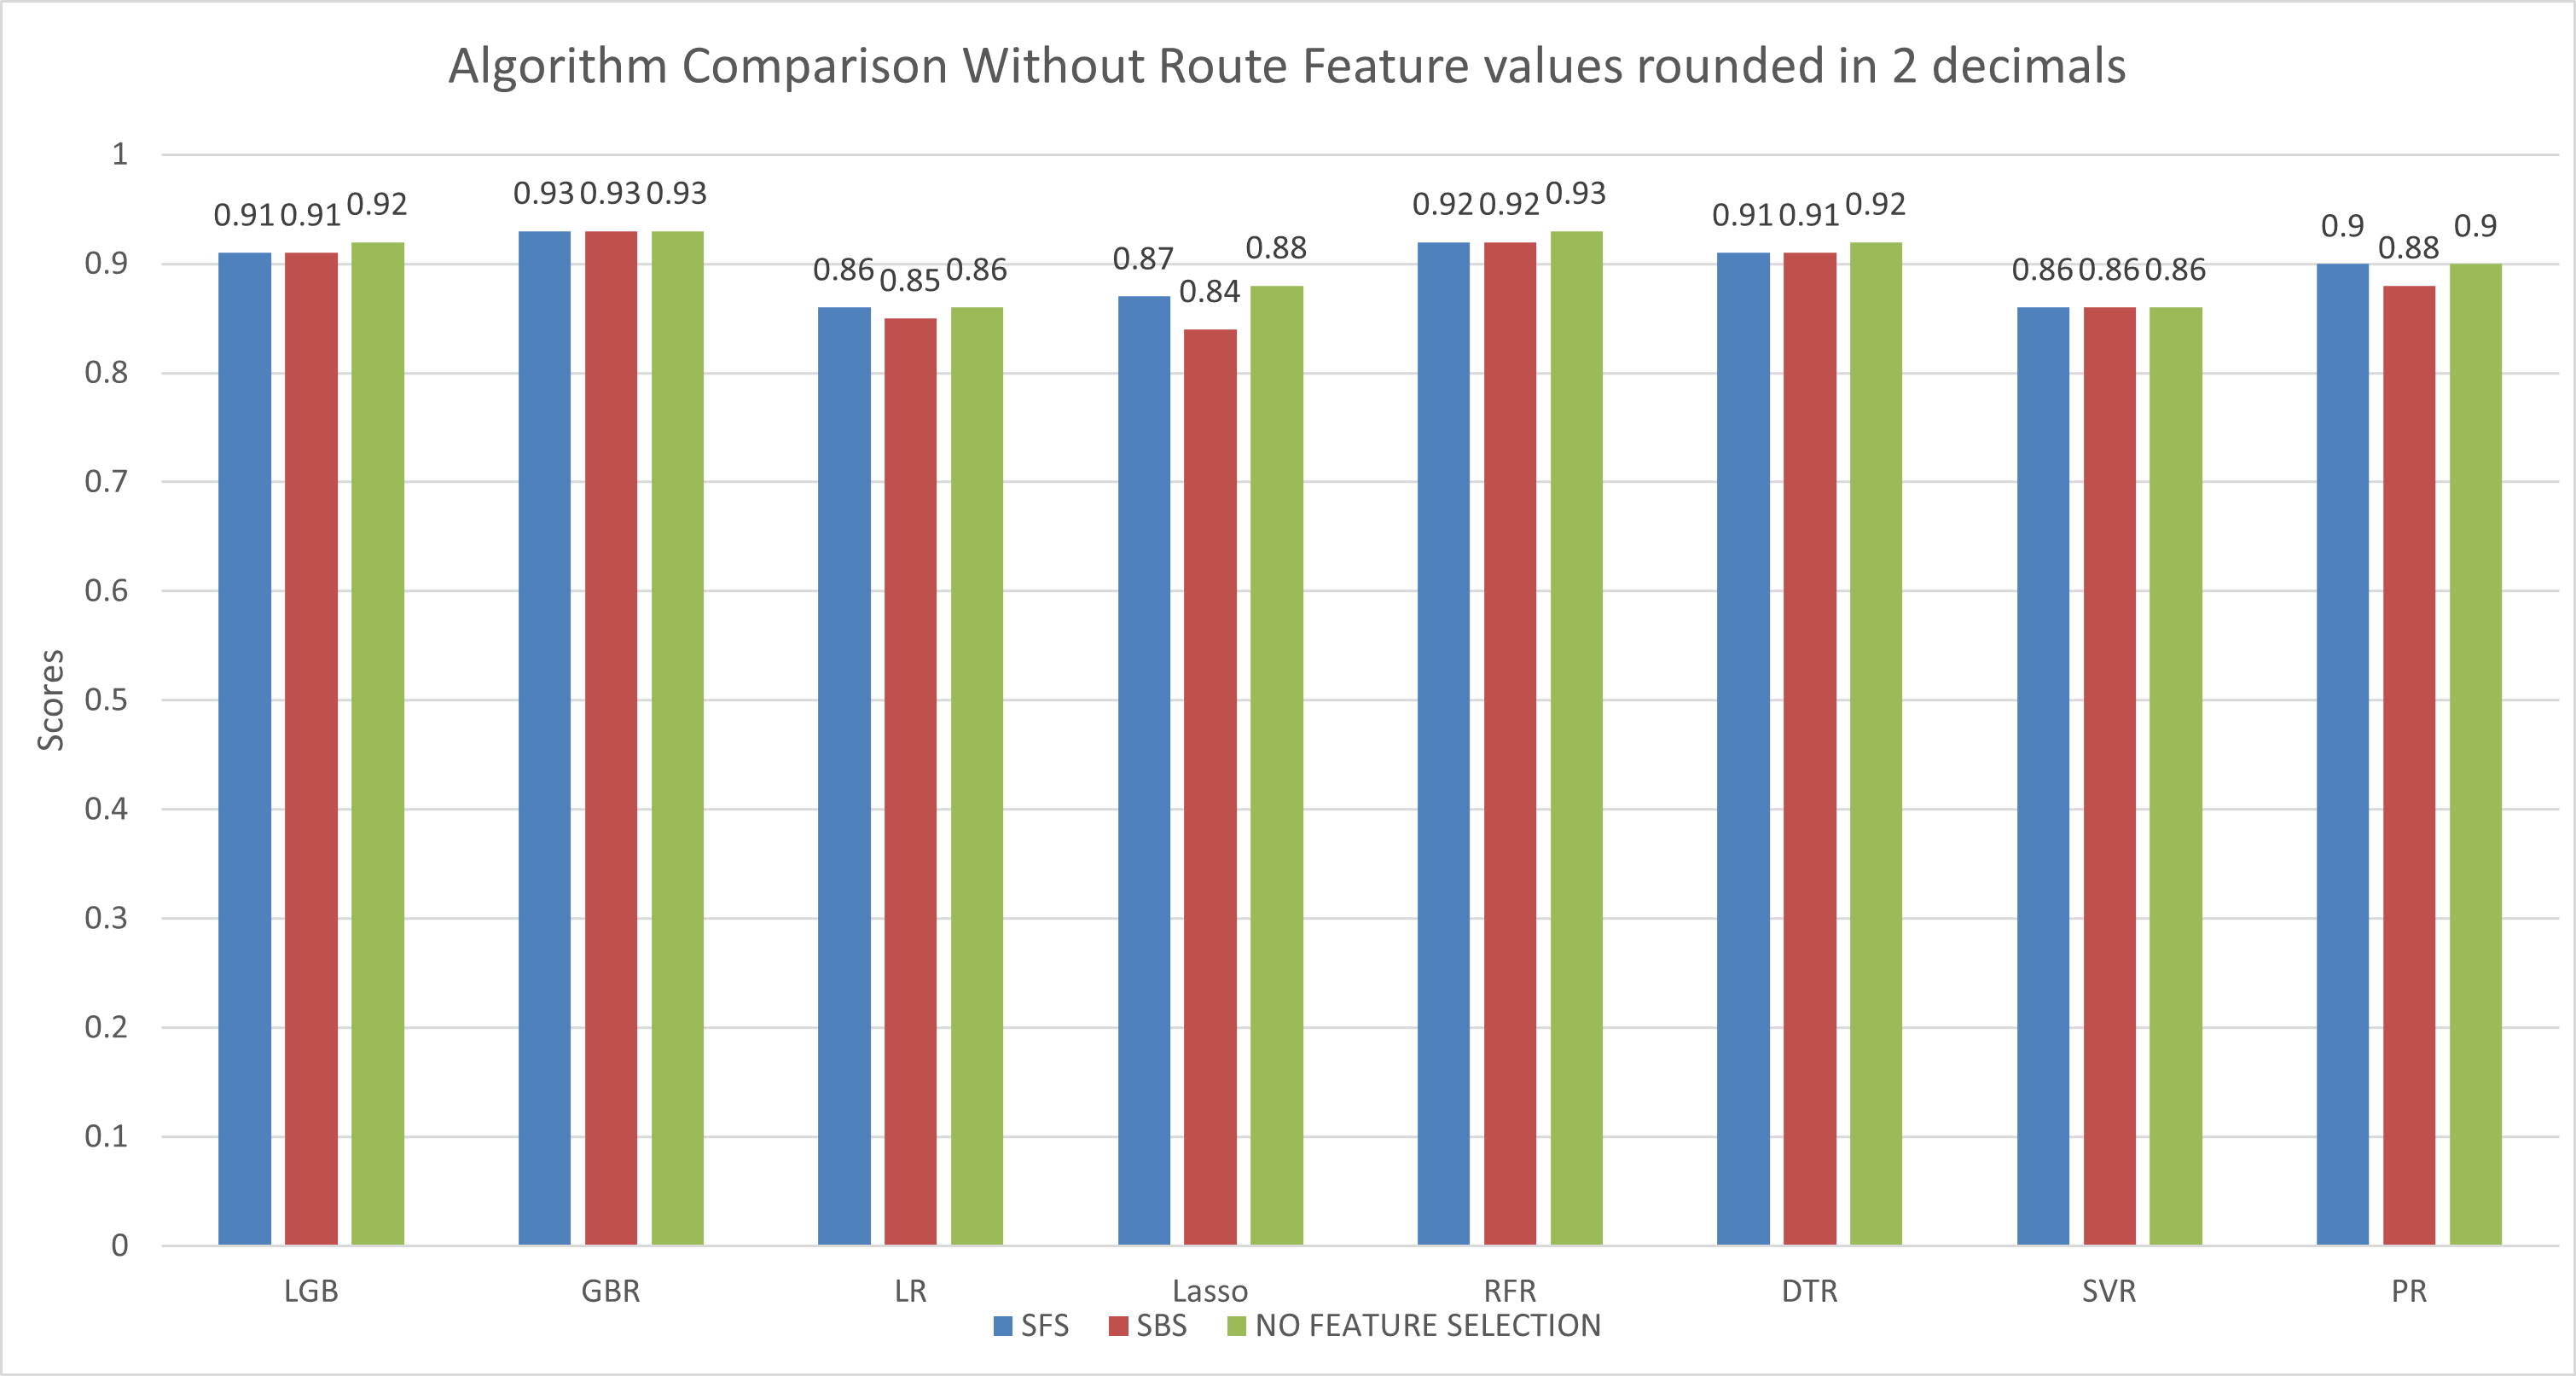 Algorithm Comparison Without Route Feature values rounded in 2 decimals
Scores
1
0.9
0.8
0.7
0.6
0.5
0.4
0.3
0.2
0.1
0
0.91 0.91 0.92
0.93 0.93 0.93
0.86 0.85 0.86
0.87 0.84 0.88
0.92 0.92 0.93
0.91 0.91 0.92
0.86 0.86 0.86
0.9 0.88 0.9
LGB GBR LR Lasso RFR DTR SVR PR
SFS SBS NO FEATURE SELECTION